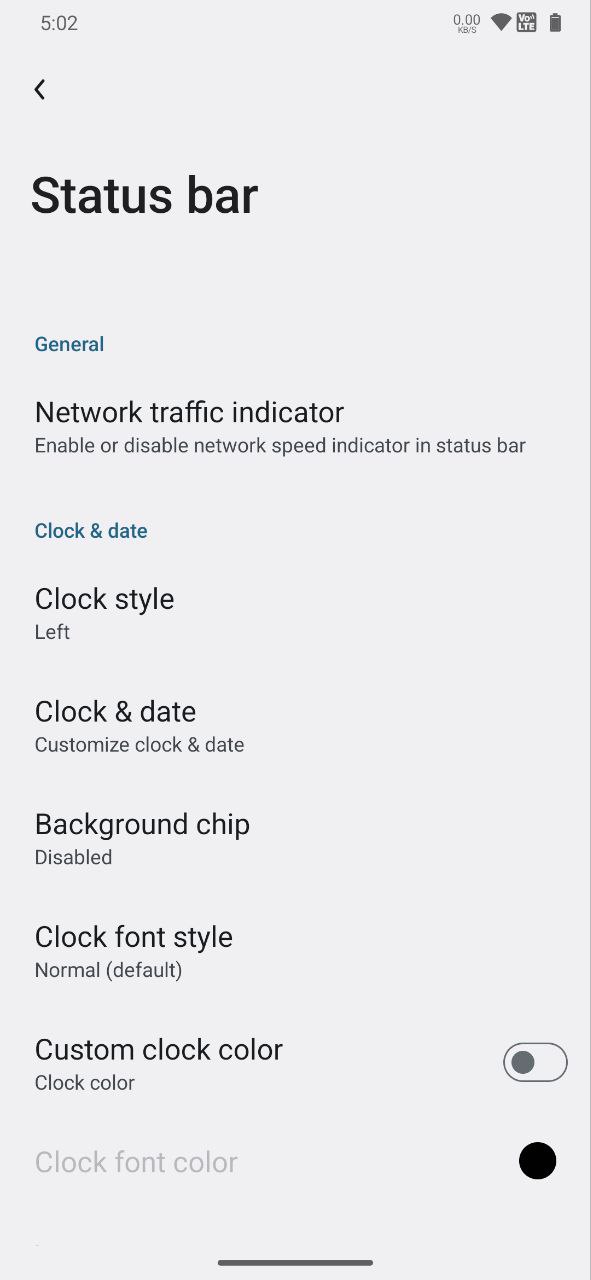 5:02
0.00
KB/S
Vo))
LTE
Status bar
General
Network traffic indicator
Enable or disable network speed indicator in status bar
Clock & date
Clock style
Left
Clock & date
Customize clock & date
Background chip
Disabled
Clock font style
Normal (default)
Custom clock color
Clock color
Clock font color